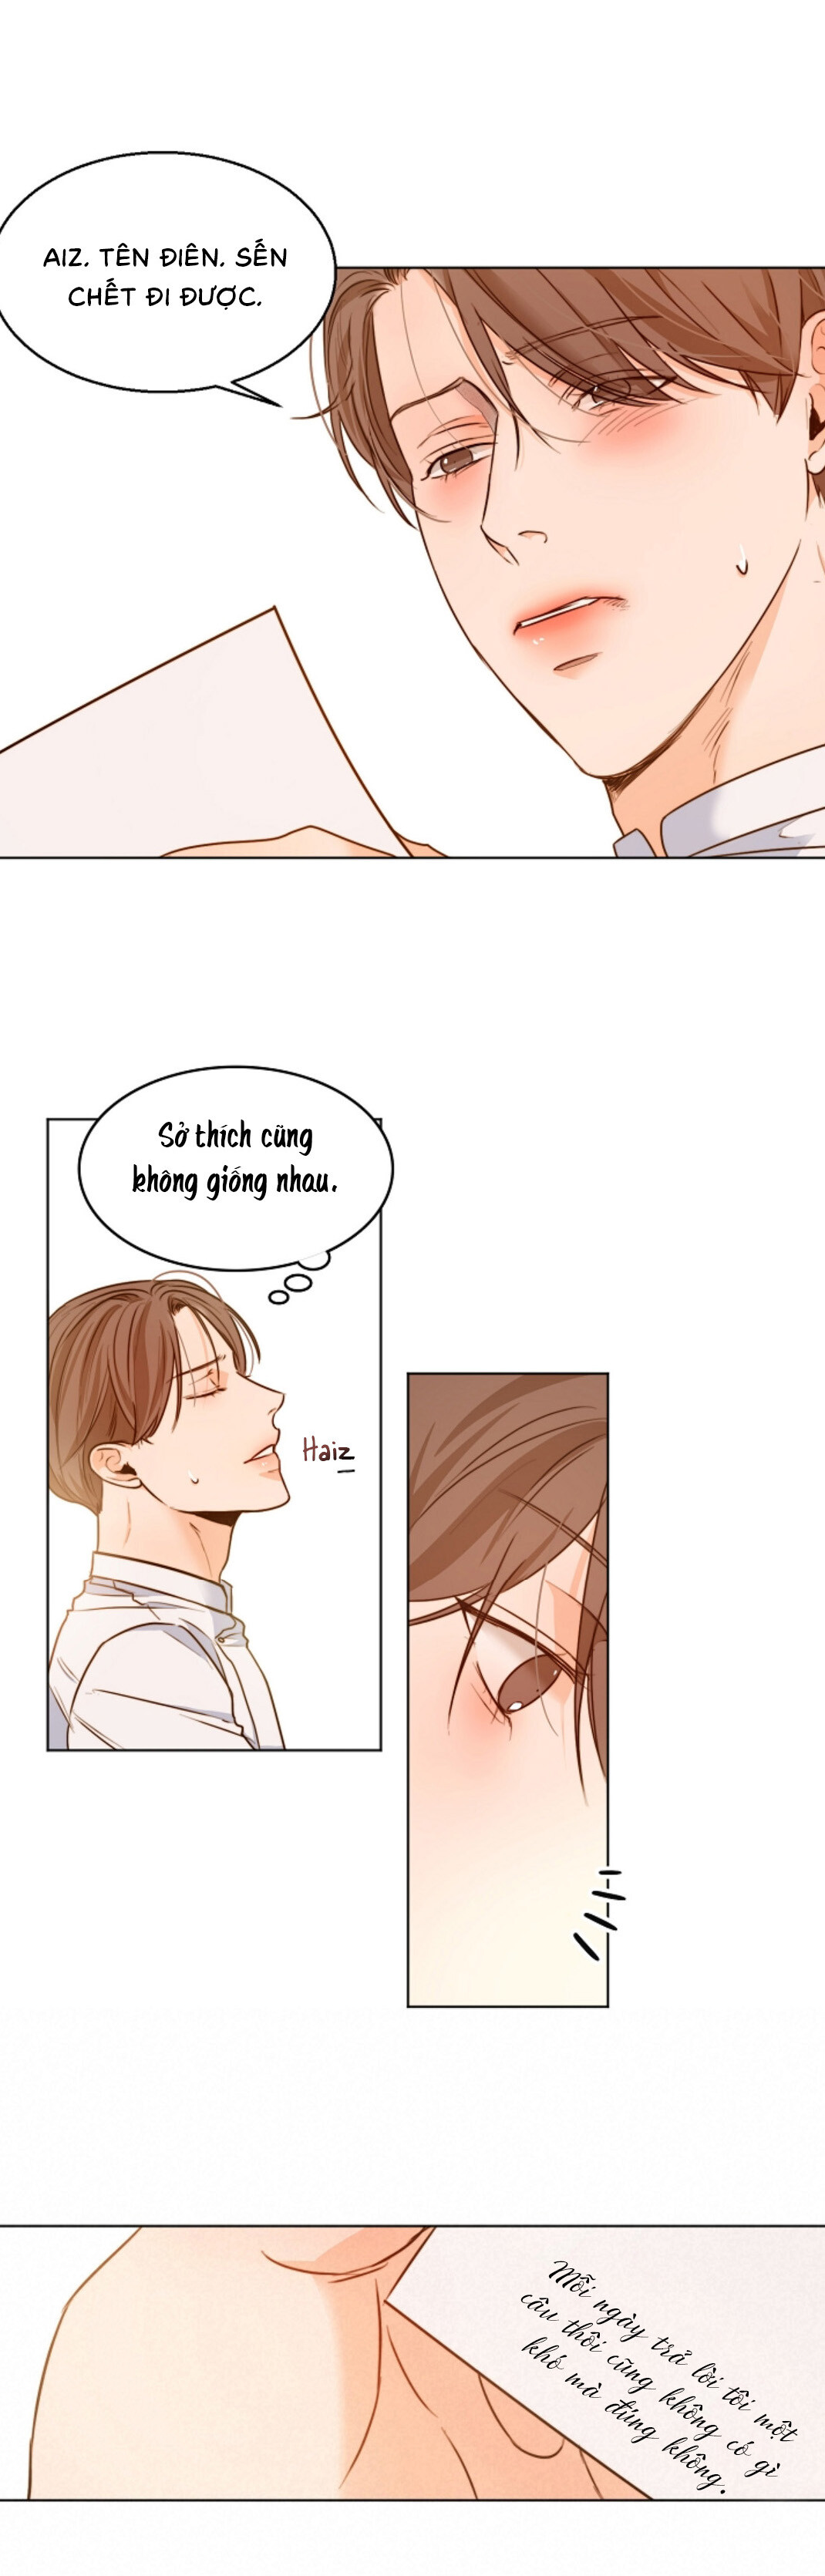 AIZ. TÊN ĐIÊN. SẾN
CHẾT ĐI ĐƯỢC.
Sở thích cũng
không giống nhau.
Haiz
Mỗi ngày trả lời tôi một
câu thôi cũng không có gì
khó mà đúng không.